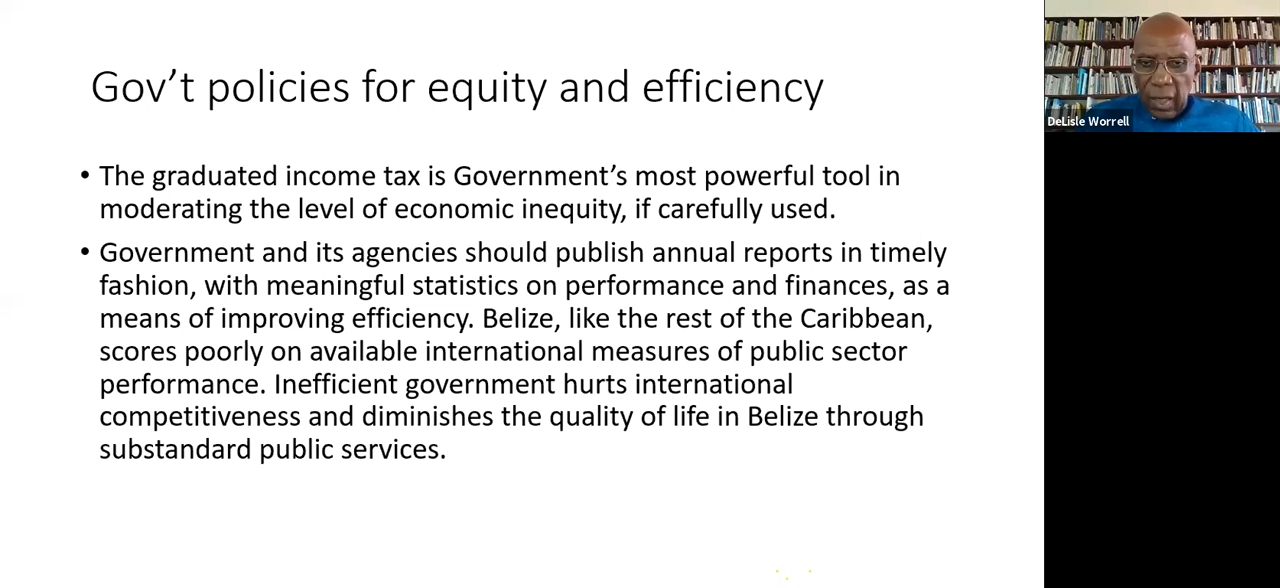 Gov’t policies for equity and efficiency
• The graduated income tax is Government’s most powerful tool in
moderating the level of economic inequity, if carefully used.
• Government and its agencies should publish annual reports in timely
fashion, with meaningful statistics on performance and finances, as a
means of improving efficiency. Belize, like the rest of the Caribbean,
scores poorly on available international measures of public sector
performance. Inefficient government hurts international
competitiveness and diminishes the quality of life in Belize through
substandard public services.
DeLisle Worrell